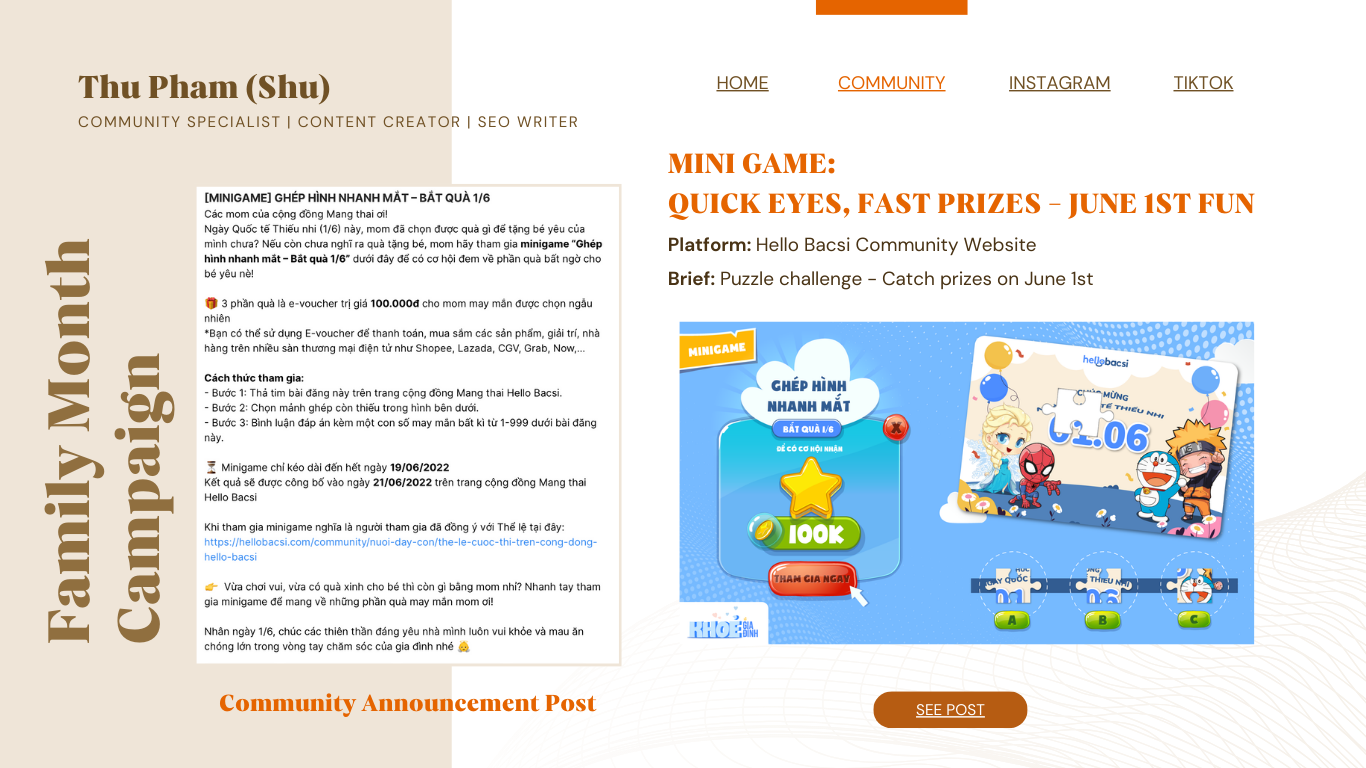 Thu Pham (Shu)
COMMUNITY SPECIALIST | CONTENT CREATOR | SEO WRITER
HOME
COMMUNITY
INSTAGRAM
TIKTOK
Family Month
Campaign
[MINIGAME] GHÉP HÌNH NHANH MẮT – BẮT QUÀ 1/6
Các mom của cộng đồng Mang thai ơi!
Ngày Quốc tế Thiếu nhi (1/6) này, mom đã chọn được quà gì để tặng bé yêu của
mình chưa? Nếu còn chưa nghĩ ra quà tặng bé, mom hãy tham gia minigame “Ghép
hình nhanh mắt – Bắt quà 1/6” dưới đây để có cơ hội đem về phần quà bất ngờ cho
bé yêu nè!
🎁 3 phần quà là e-voucher trị giá 100.000đ cho mom may mắn được chọn ngẫu
nhiên
*Bạn có thể sử dụng E-voucher để thanh toán, mua sắm các sản phẩm, giải trí, nhà
hàng trên nhiều sàn thương mại điện tử như Shopee, Lazada, CGV, Grab, Now,...
Cách thức tham gia:
- Bước 1: Thả tim bài đăng này trên trang cộng đồng Mang thai Hello Bacsi.
- Bước 2: Chọn mảnh ghép còn thiếu trong hình bên dưới.
- Bước 3: Bình luận đáp án kèm một con số may mắn bất kì từ 1-999 dưới bài đăng
này.
⏳ Minigame chỉ kéo dài đến hết ngày 19/06/2022
Kết quả sẽ được công bố vào ngày 21/06/2022 trên trang cộng đồng Mang thai
Hello Bacsi
Khi tham gia minigame nghĩa là người tham gia đã đồng ý với Thể lệ tại đây:
https://hellobacsi.com/community/nuoi-day-con/the-le-cuoc-thi-tren-cong-dong-
hello-bacsi
👉 Vừa chơi vui, vừa có quà xinh cho bé thì còn gì bằng mom nhỉ? Nhanh tay tham
gia minigame để mang về những phần quà may mắn mom ơi!
Nhân ngày 1/6, chúc các thiên thần đáng yêu nhà mình luôn vui khỏe và mau ăn
chóng lớn trong vòng tay chăm sóc của gia đình nhé 👼
Community Announcement Post
MINI GAME:
QUICK EYES, FAST PRIZES – JUNE 1ST FUN
Platform: Hello Bacsi Community Website
Brief: Puzzle challenge - Catch prizes on June 1st
MINIGAME
GHÉP HÌNH
NHANH MẮT
BẮT QUÀ 1/6
ĐỂ CÓ CƠ HỘI NHẬN
100K
THAM GIA NGAY
KHOẺ GIA ĐÌNH
hellobacsi
MỪNG
TẾ THIẾU NHI
01.06
QUỐC
01
THIẾU NHI
06
A
B
C
SEE POST